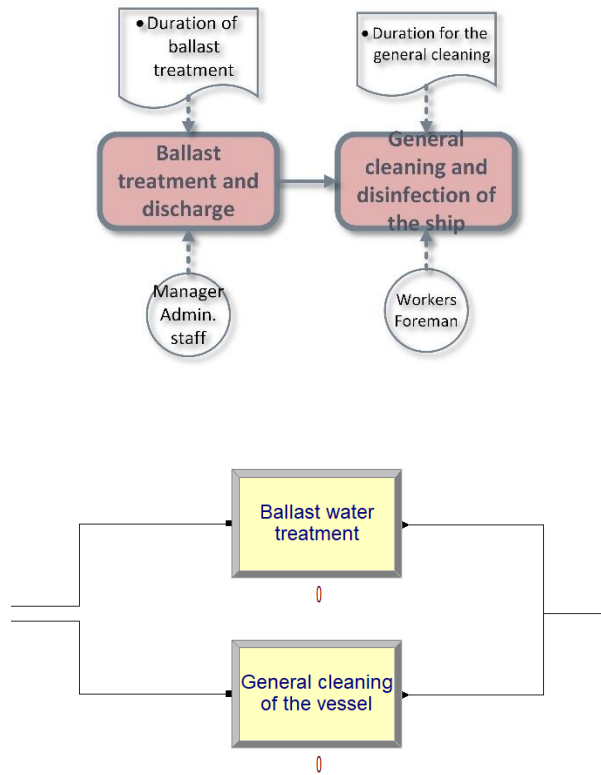 •Duration of
ballast
treatment
• Duration for the
general cleaning
Ballast
treatment and
discharge
General
cleaning and
disinfection of
the ship
Manager
Admin.
staff
Workers
Foreman
Ballast water
treatment
0
General cleaning
of the vessel
0